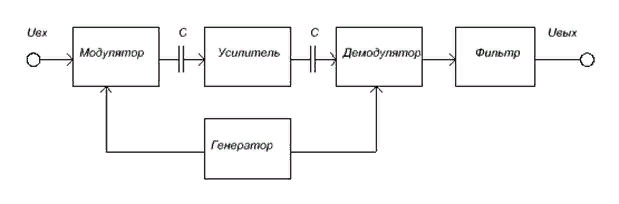 Uвх
Модулятор
С
Усилитель
С
Демодулятор
Фильтр
Uвых
Генератор